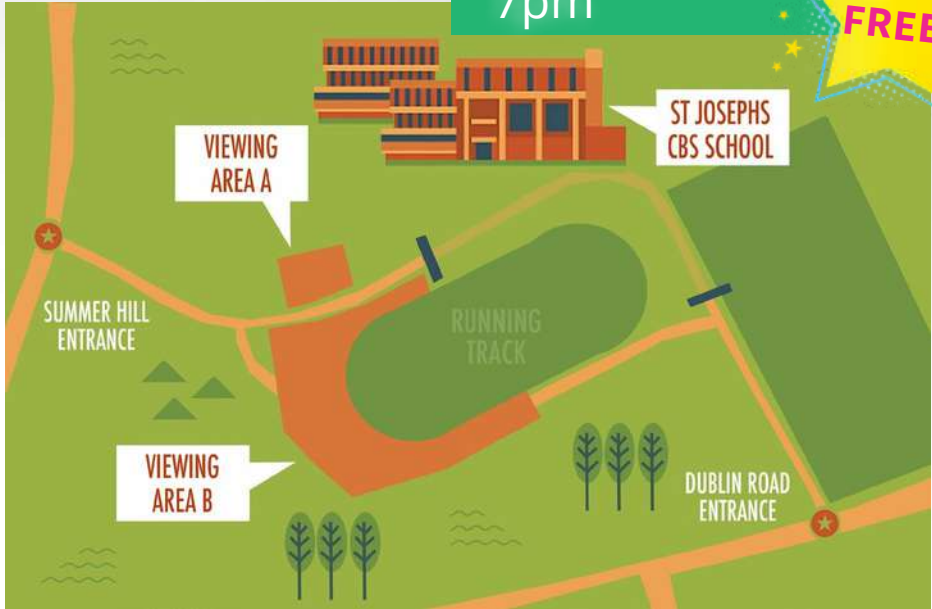 7pm
FREE
ST JOSEPHS
CBS SCHOOL
VIEWING
AREA A
SUMMER HILL
ENTRANCE
RUNNING
TRACK
VIEWING
AREA B
DUBLIN ROAD
ENTRANCE